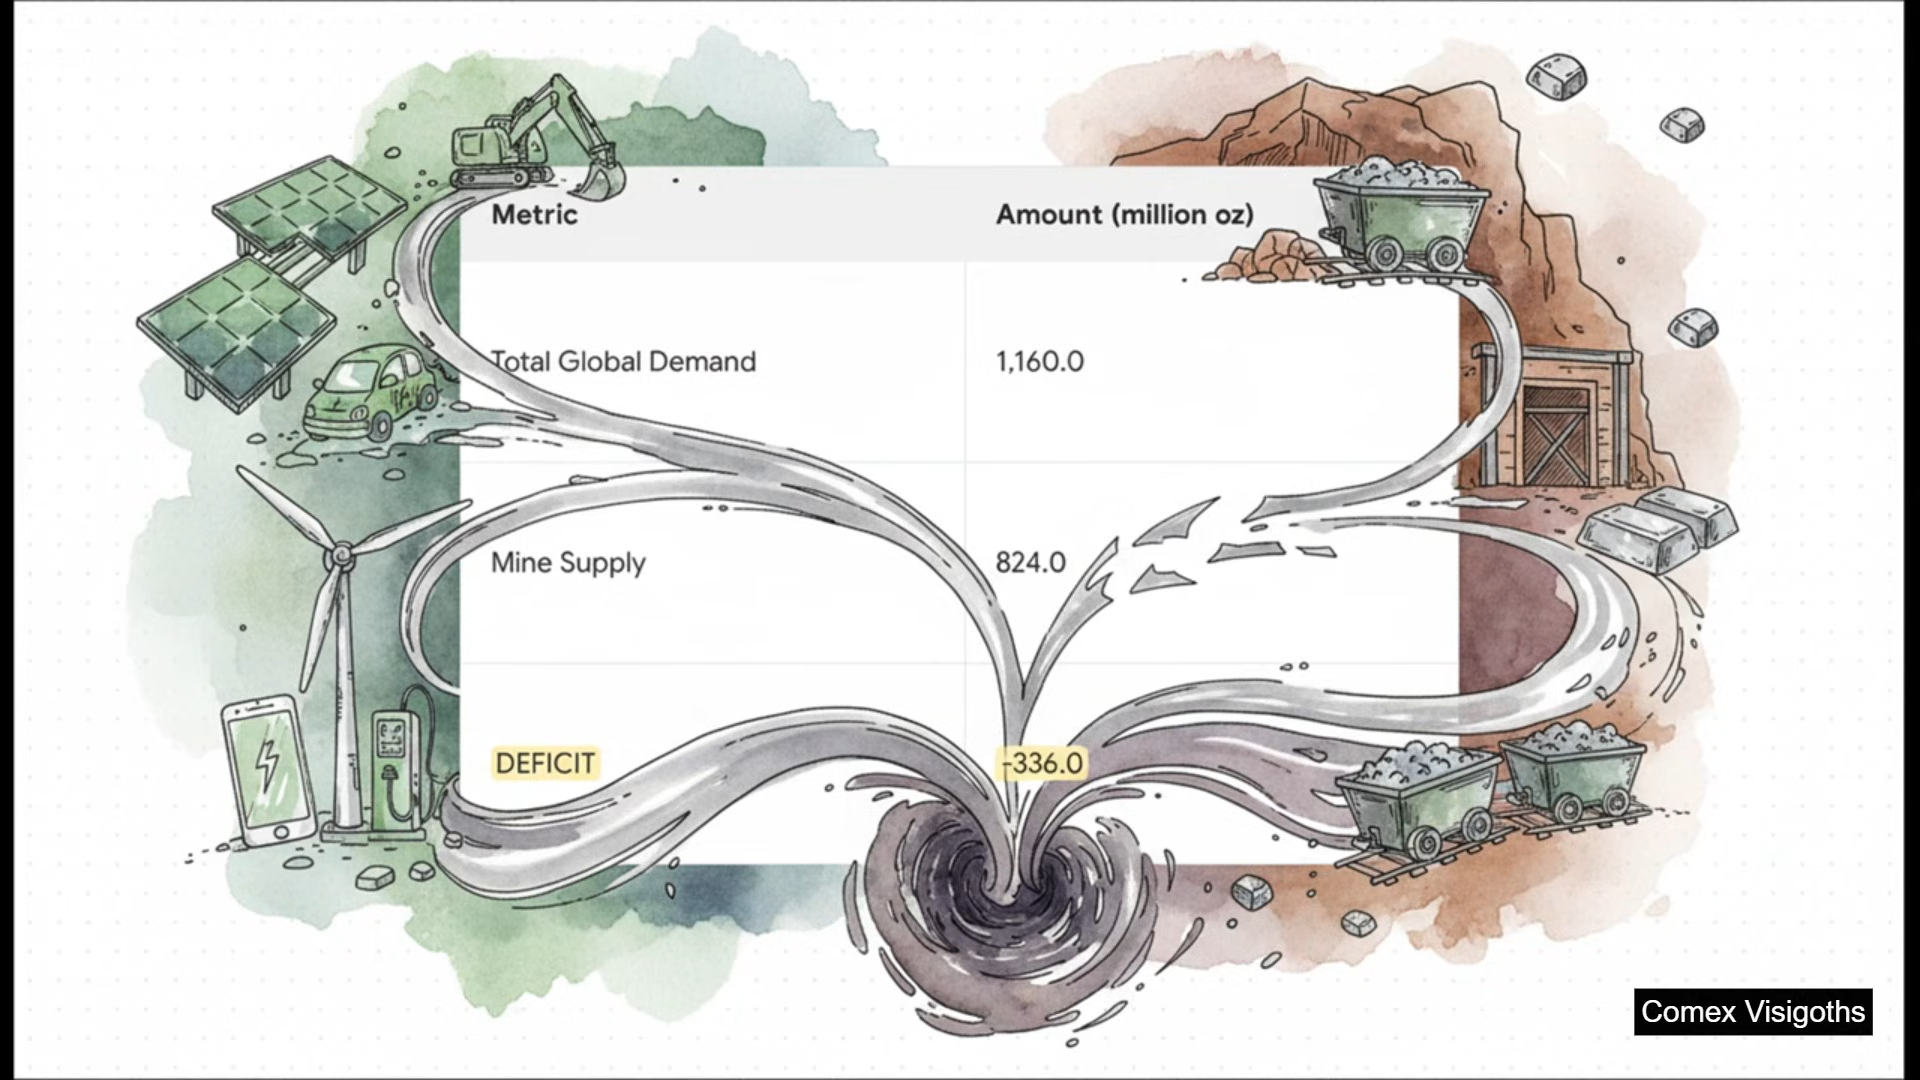 Metric
Amount (million oz)
Total Global Demand
1,160.0
Mine Supply
824.0
DEFICIT
-336.0
Comex Visigoths